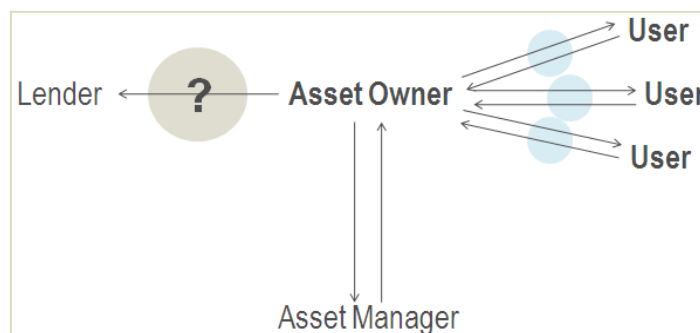 User
Lender
?
Asset Owner
User
User
Asset Manager